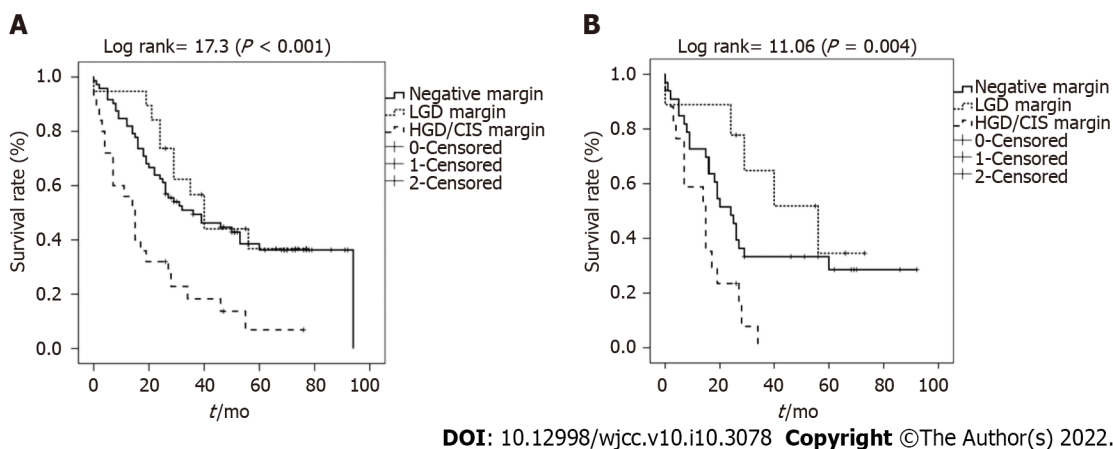 A
Log rank= 17.3 (P < 0.001)
Survival rate (%)
1.0
0.8
0.6
0.4
0.2
0.0
0 20 40 60 80 100
t/mo
Negative margin
LGD margin
HGD/CIS margin
0-Censored
1-Censored
2-Censored
B
Log rank= 11.06 (P = 0.004)
Survival rate (%)
1.0
0.8
0.6
0.4
0.2
0.0
0 20 40 60 80 100
t/mo
Negative margin
LGD margin
HGD/CIS margin
0-Censored
1-Censored
2-Censored
DOI: 10.12998/wjcc.v10.i10.3078 Copyright ©The Author(s) 2022.